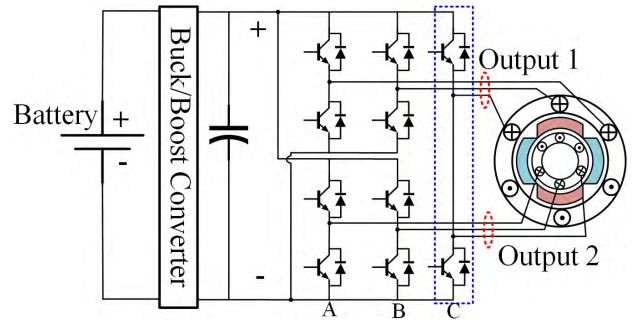 Battery
+
-
Buck/Boost Converter
+
-
Output 1
Output 2
A
B
C